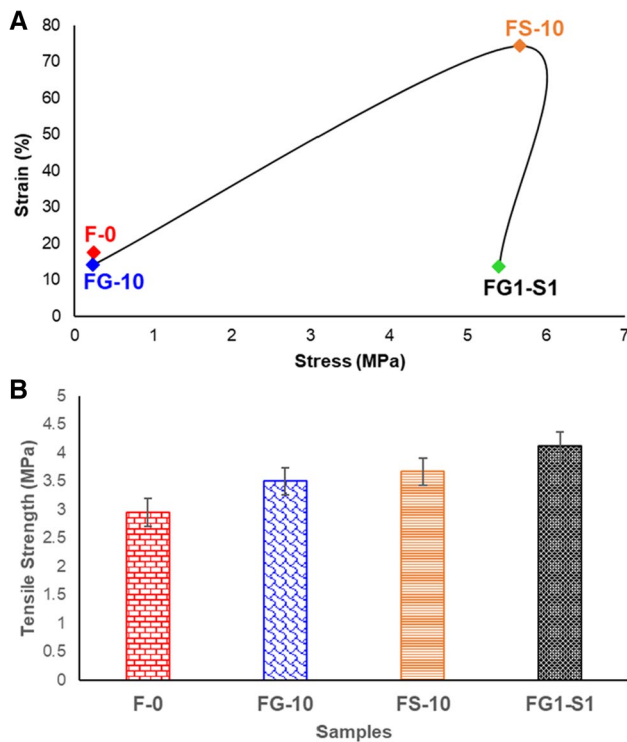 A
80
70
60
50
40
30
20
10
0
Strain (%)
FS-10
F-0
FG-10
FG1-S1
0 1 2 3 4 5 6 7
Stress (MPa)
B
5
4.5
4
3.5
3
2.5
2
1.5
1
0.5
0
Tensile Strength (MPa)
F-0 FG-10 FS-10 FG1-S1
Samples